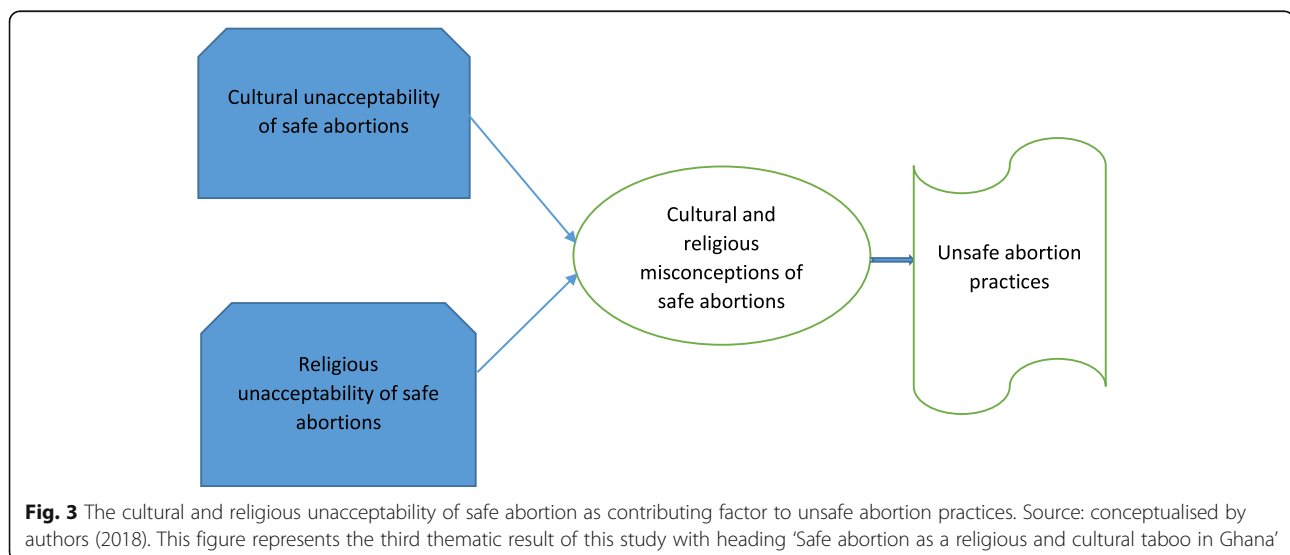 Cultural unacceptability
of safe abortions
Religious
unacceptability of safe
abortions
Cultural and
religious
misconceptions of
safe abortions
Unsafe abortion
practices
Fig. 3 The cultural and religious unacceptability of safe abortion as contributing factor to unsafe abortion practices. Source: conceptualised by
authors (2018). This figure represents the third thematic result of this study with heading ‘Safe abortion as a religious and cultural taboo in Ghana’